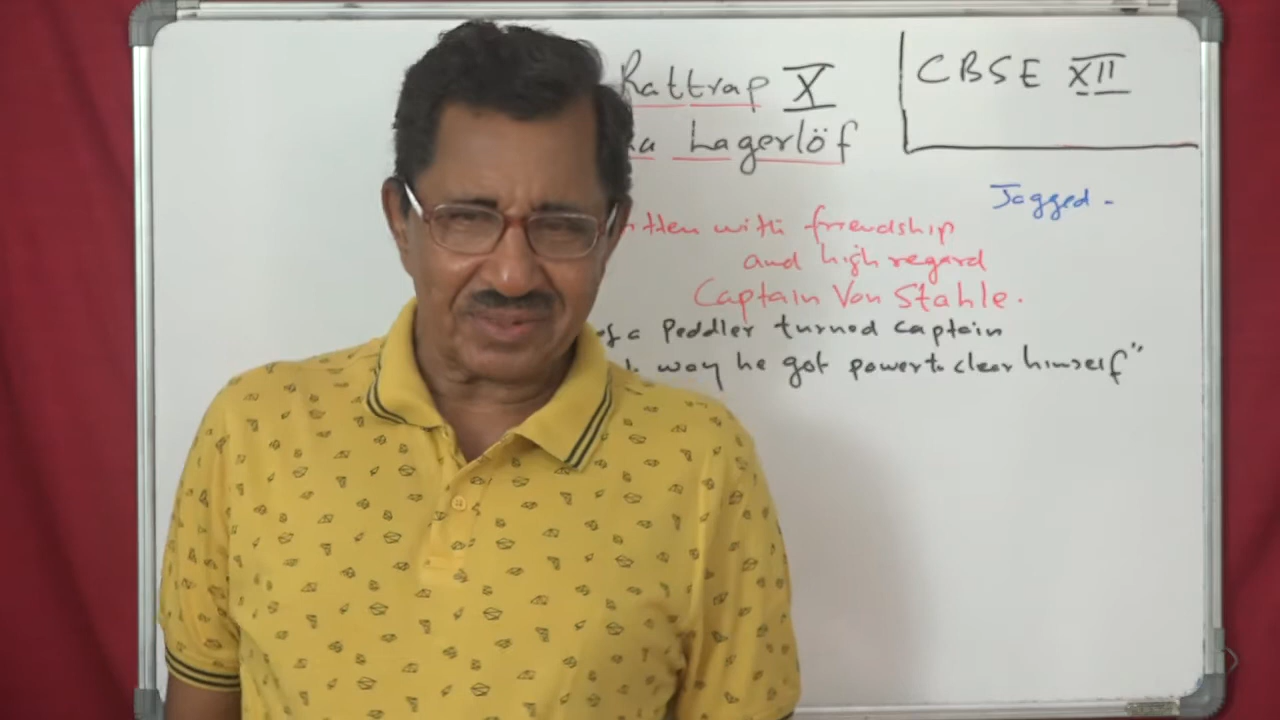 Rattrap X
Lagerlöf
CBSE XII
Jagged -
with friendship
and high regard
Captain Von Stahle.
of a Peddler turned captain
way he got power to clear himself"